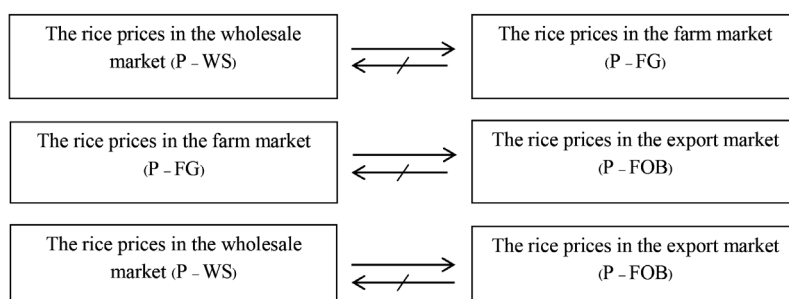 The rice prices in the wholesale
market (P – WS)
The rice prices in the farm market
(P – FG)
The rice prices in the farm market
(P – FG)
The rice prices in the export market
(P – FOB)
The rice prices in the wholesale
market (P – WS)
The rice prices in the export market
(P – FOB)